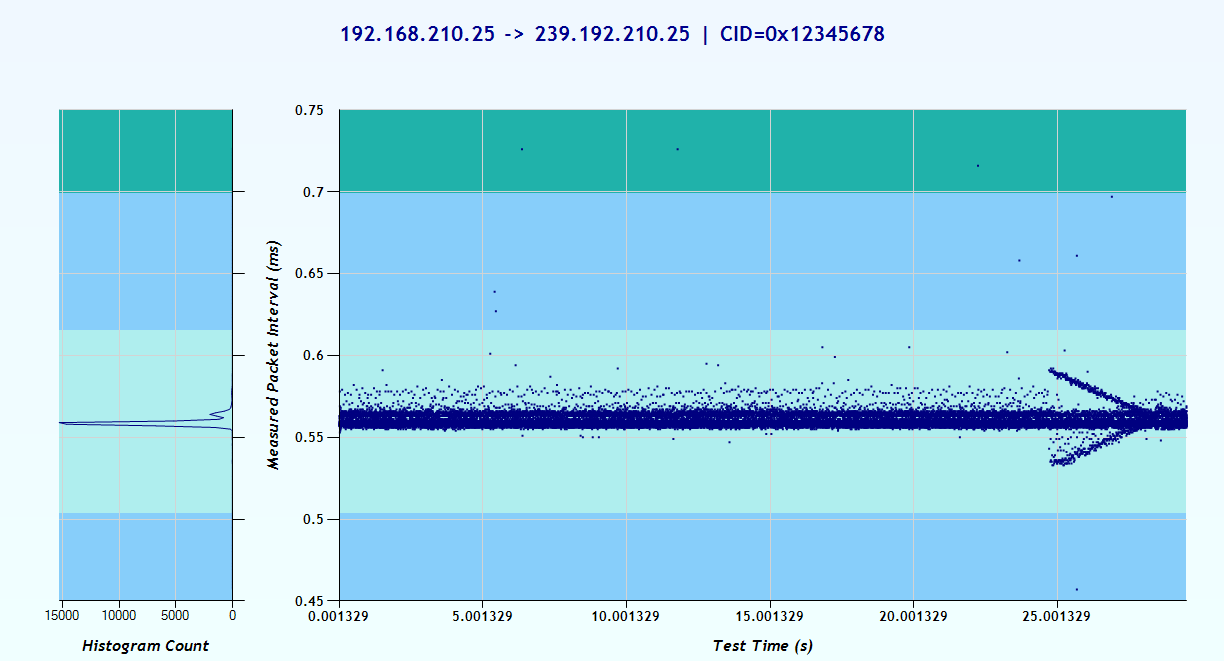 192.168.210.25 -> 239.192.210.25 | CID=0x12345678
0.75
0.7
0.65
0.6
0.55
0.5
0.45
Measured Packet Interval (ms)
15000 10000 5000 0
0.001329 5.001329 10.001329 15.001329 20.001329 25.001329
Histogram Count
Test Time (s)